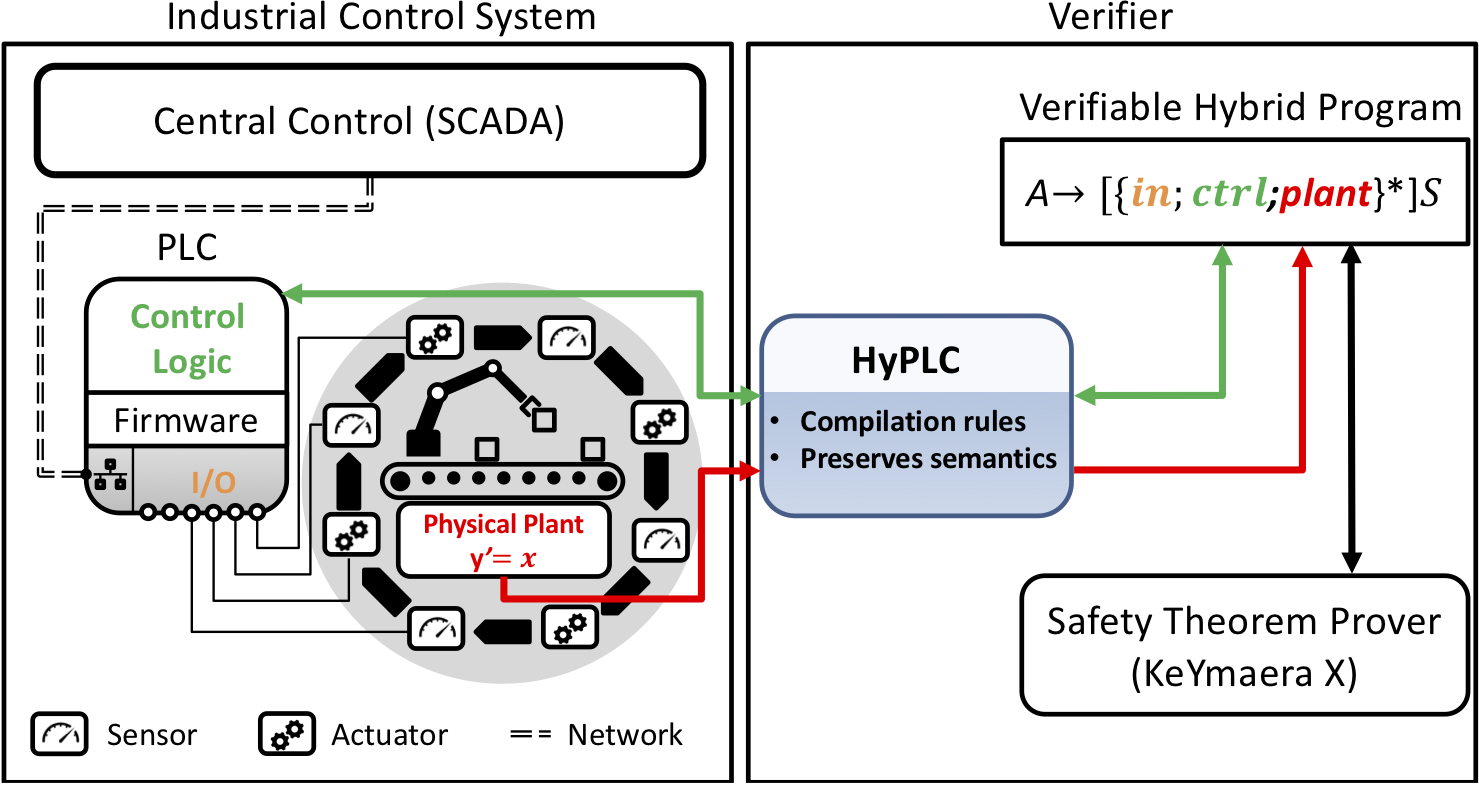 Industrial Control System
Verifier
Central Control (SCADA)
Verifiable Hybrid Program
A→ [{in; ctrl;plant}*]S
PLC
Control
Logic
Firmware
I/O
Physical Plant
y'= x
HyPLC
• Compilation rules
• Preserves semantics
Safety Theorem Prover
(KeYmaera X)
Sensor
Actuator
Network